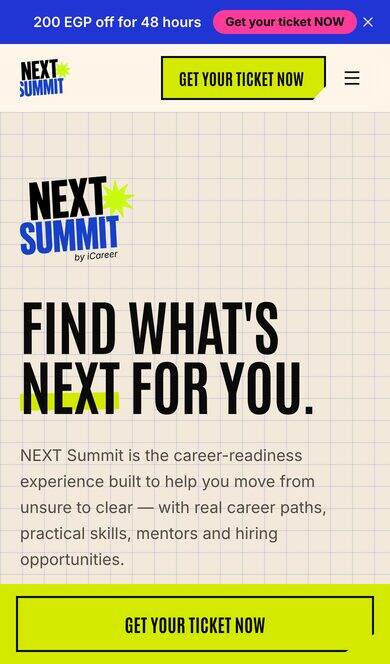 200 EGP off for 48 hours Get your ticket NOW ×
NEXT
SUMMIT
GET YOUR TICKET NOW
NEXT
SUMMIT
by iCareer
FIND WHAT'S
NEXT FOR YOU.
NEXT Summit is the career-readiness
experience built to help you move from
unsure to clear — with real career paths,
practical skills, mentors and hiring
opportunities.
GET YOUR TICKET NOW